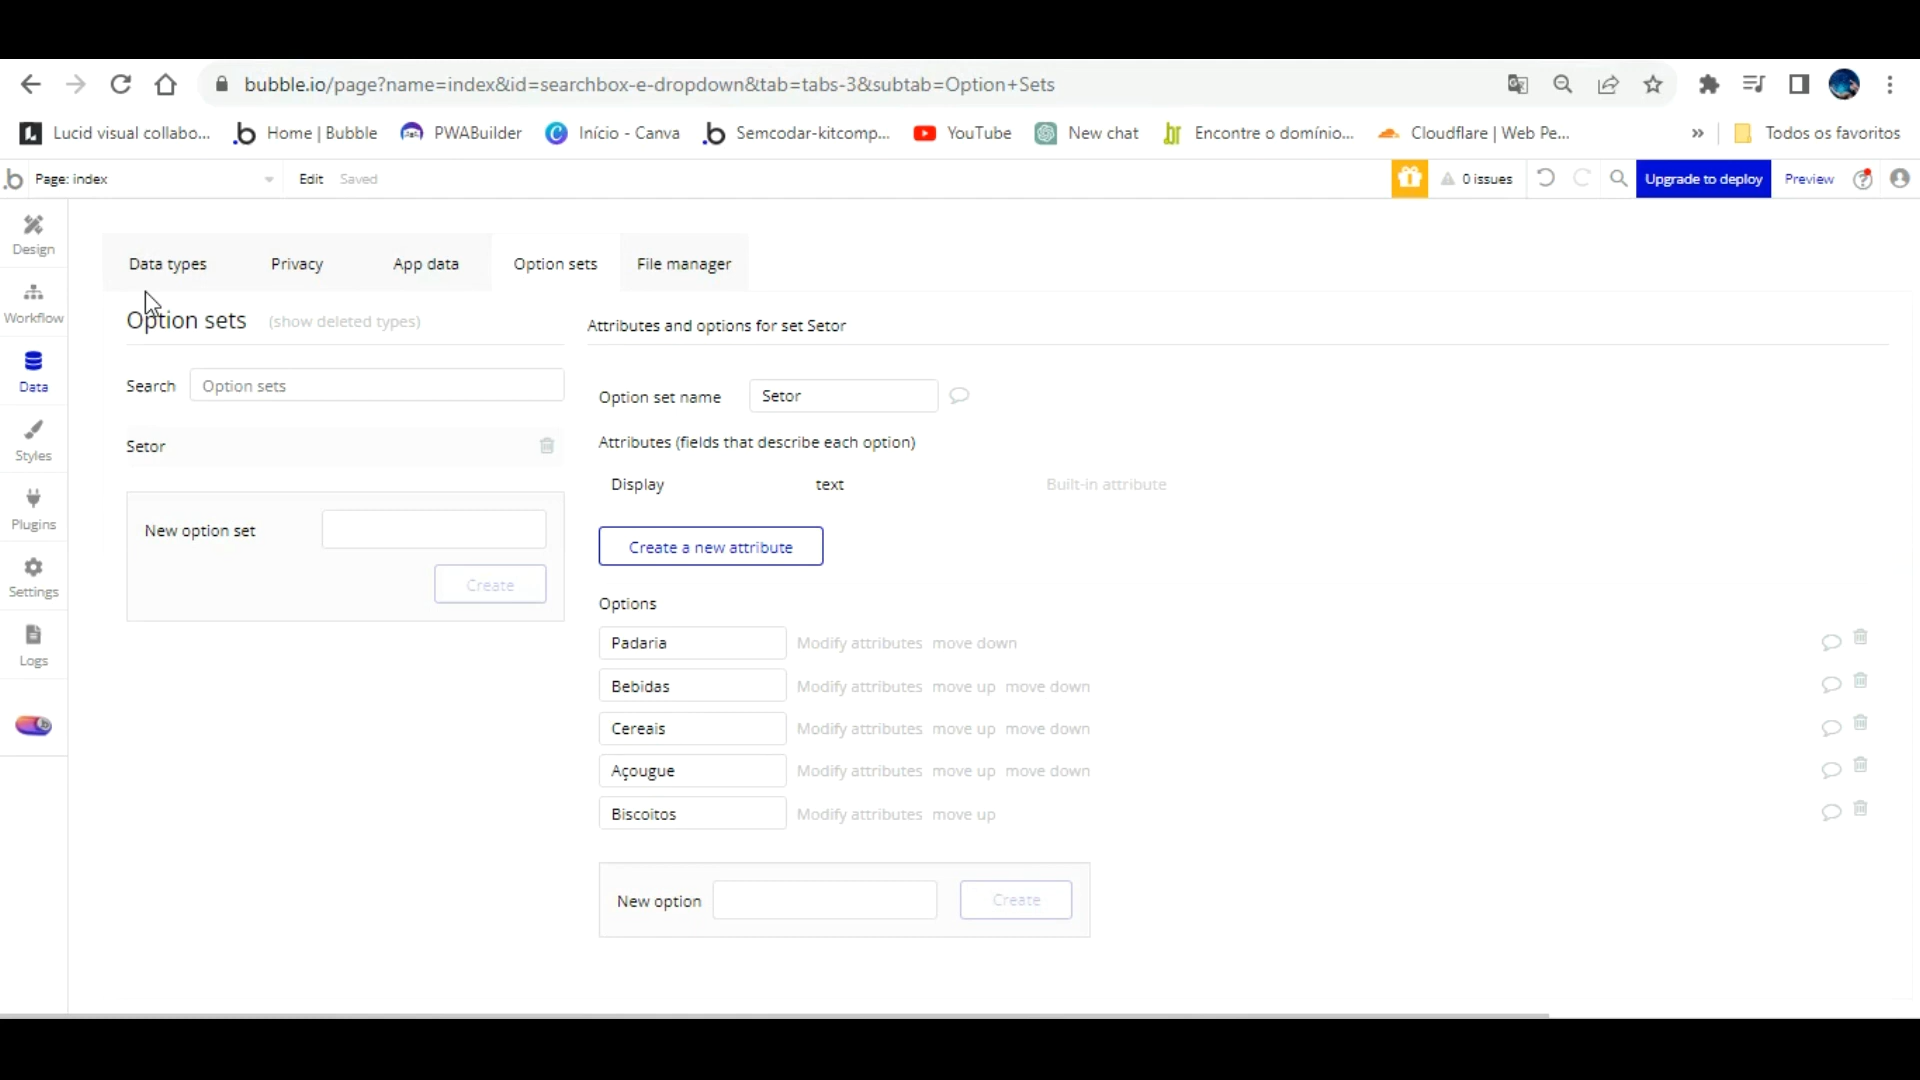 bubble.io/page?name=index&id=searchbox-e-dropdown&tab=tabs-3&subtab=Option+Sets
Lucid visual collabo... Home | Bubble PWABuilder Início - Canva Semcodar-kitcomp... YouTube New chat Encontre o domínio... Cloudflare | Web Pe... » Todos os favoritos
Page: index Edit Saved 0 issues Upgrade to deploy Preview
Design
Workflow
Data
Styles
Plugins
Settings
Logs
Data types Privacy App data Option sets File manager
Option sets (show deleted types)
Search Option sets
Setor
New option set
Create
Attributes and options for set Setor
Option set name Setor
Attributes (fields that describe each option)
Display text Built-in attribute
Create a new attribute
Options
Padaria Modify attributes move down
Bebidas Modify attributes move up move down
Cereais Modify attributes move up move down
Açougue Modify attributes move up move down
Biscoitos Modify attributes move up
New option Create